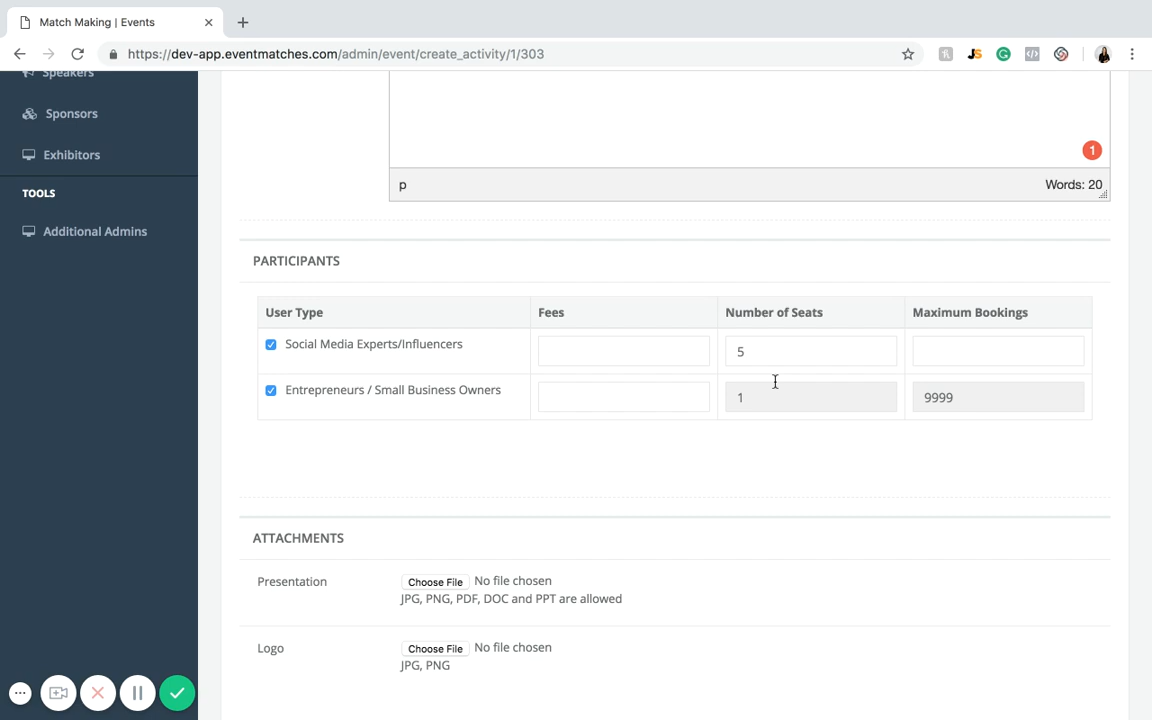 Match Making | Events
https://dev-app.eventmatches.com/admin/event/create_activity/1/303
JS
Speakers
Sponsors
Exhibitors
TOOLS
Additional Admins
1
p
Words: 20
PARTICIPANTS
User Type Fees Number of Seats Maximum Bookings
Social Media Experts/Influencers 5
Entrepreneurs / Small Business Owners 1 9999
ATTACHMENTS
Presentation Choose File No file chosen
JPG, PNG, PDF, DOC and PPT are allowed
Logo Choose File No file chosen
JPG, PNG